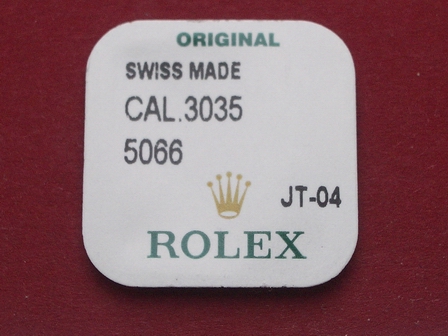 ORIGINAL
SWISS MADE
CAL.3035
5066
JT-04
ROLEX